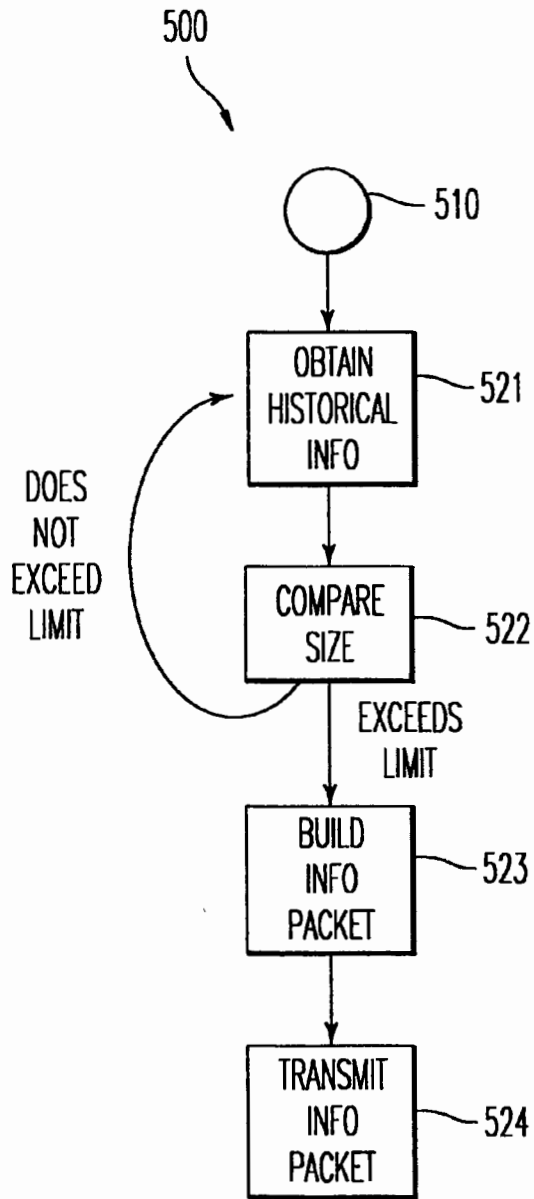 500
510
OBTAIN
HISTORICAL
INFO
521
DOES
NOT
EXCEED
LIMIT
COMPARE
SIZE
522
EXCEEDS
LIMIT
BUILD
INFO
PACKET
523
TRANSMIT
INFO
PACKET
524